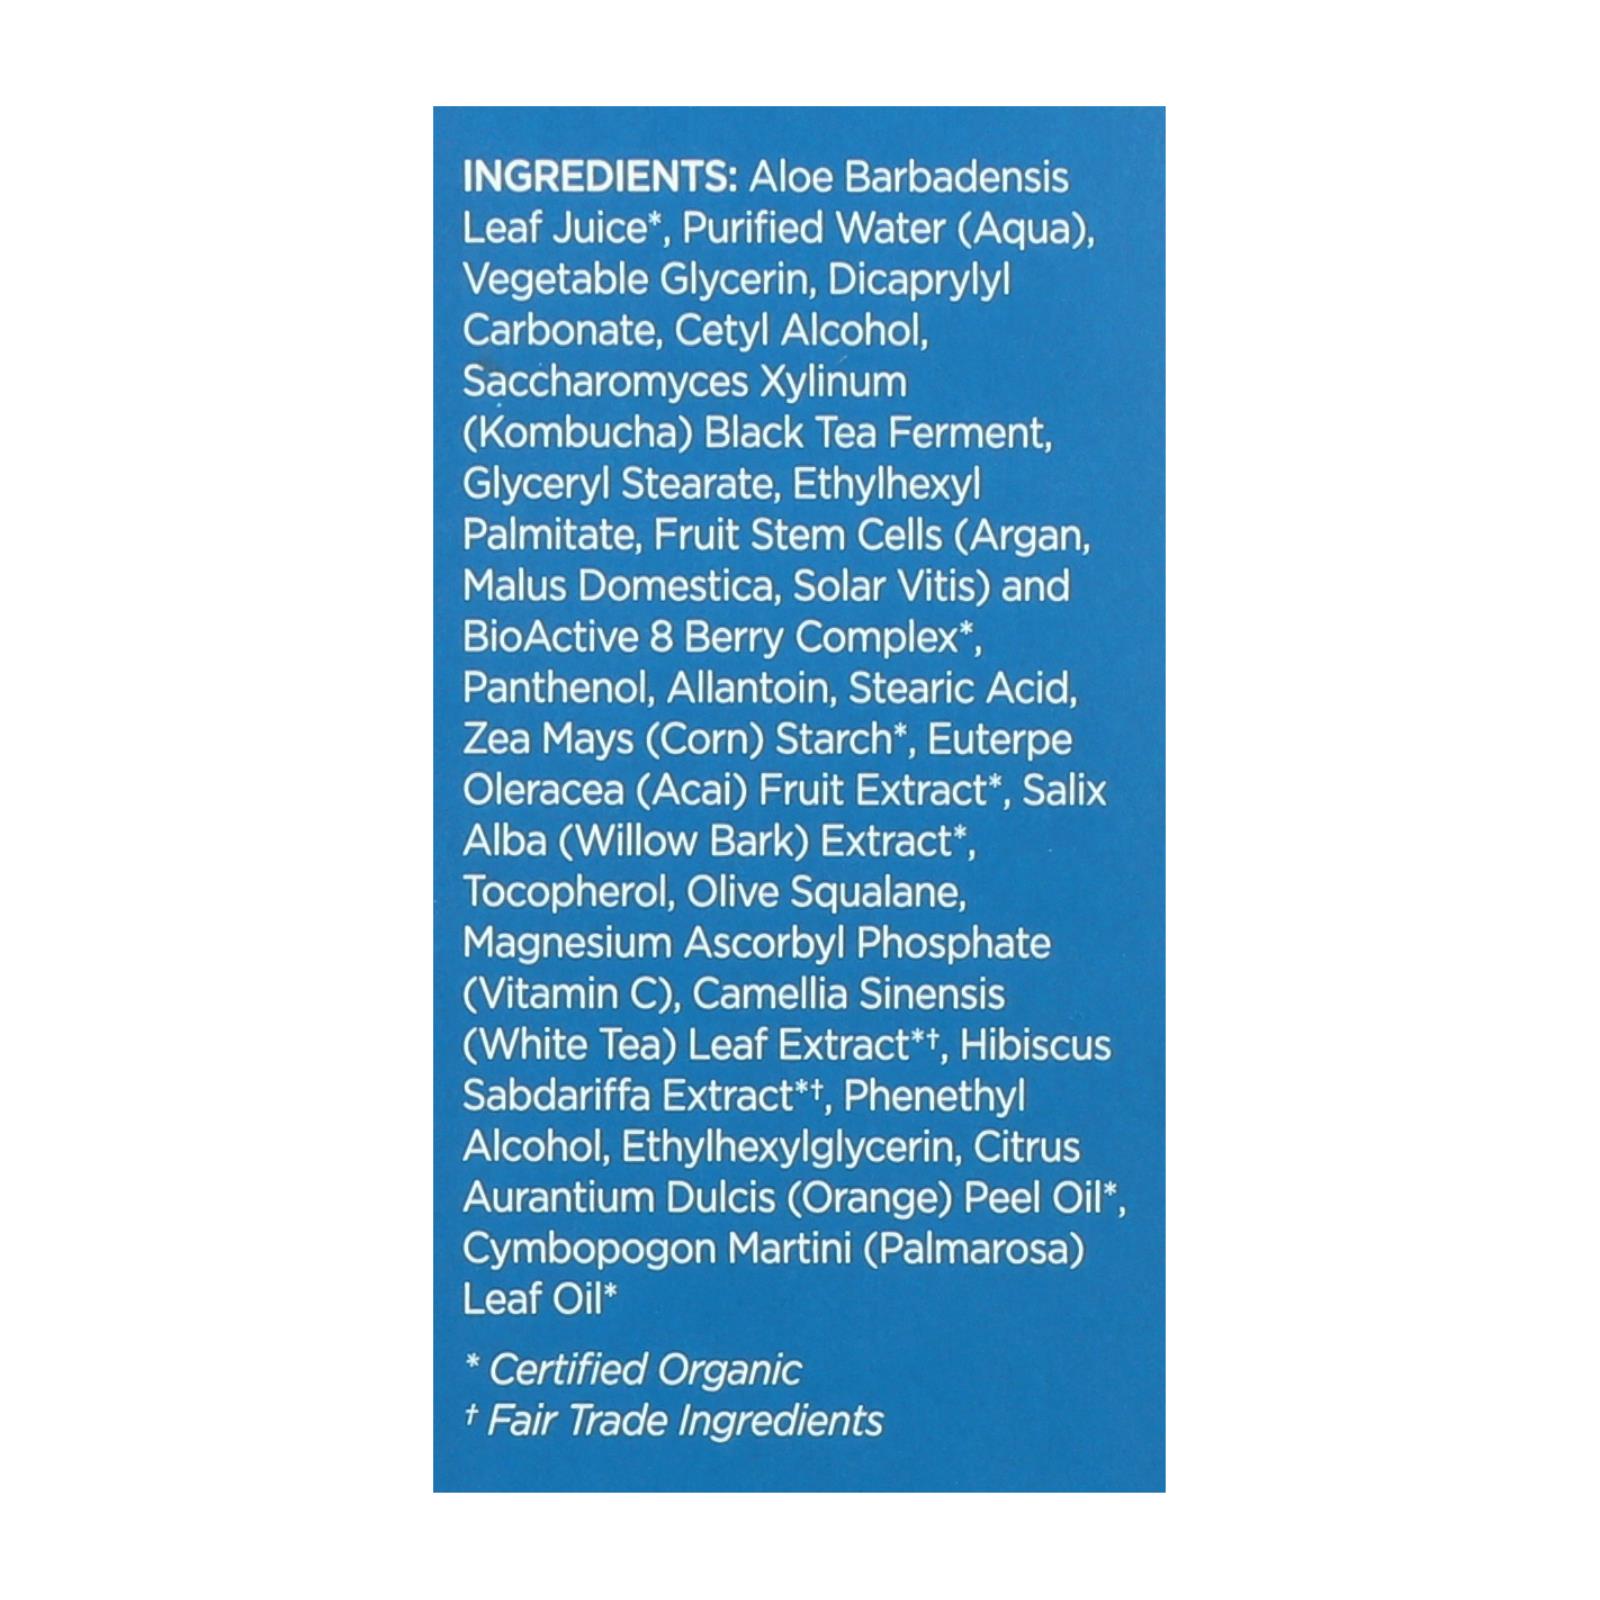 INGREDIENTS: Aloe Barbadensis
Leaf Juice*, Purified Water (Aqua),
Vegetable Glycerin, Dicaprylyl
Carbonate, Cetyl Alcohol,
Saccharomyces Xylinum
(Kombucha) Black Tea Ferment,
Glyceryl Stearate, Ethylhexyl
Palmitate, Fruit Stem Cells (Argan,
Malus Domestica, Solar Vitis) and
BioActive 8 Berry Complex*,
Panthenol, Allantoin, Stearic Acid,
Zea Mays (Corn) Starch*, Euterpe
Oleracea (Acai) Fruit Extract*, Salix
Alba (Willow Bark) Extract*,
Tocopherol, Olive Squalane,
Magnesium Ascorbyl Phosphate
(Vitamin C), Camellia Sinensis
(White Tea) Leaf Extract*†, Hibiscus
Sabdariffa Extract*†, Phenethyl
Alcohol, Ethylhexylglycerin, Citrus
Aurantium Dulcis (Orange) Peel Oil*,
Cymbopogon Martini (Palmarosa)
Leaf Oil*
* Certified Organic
† Fair Trade Ingredients